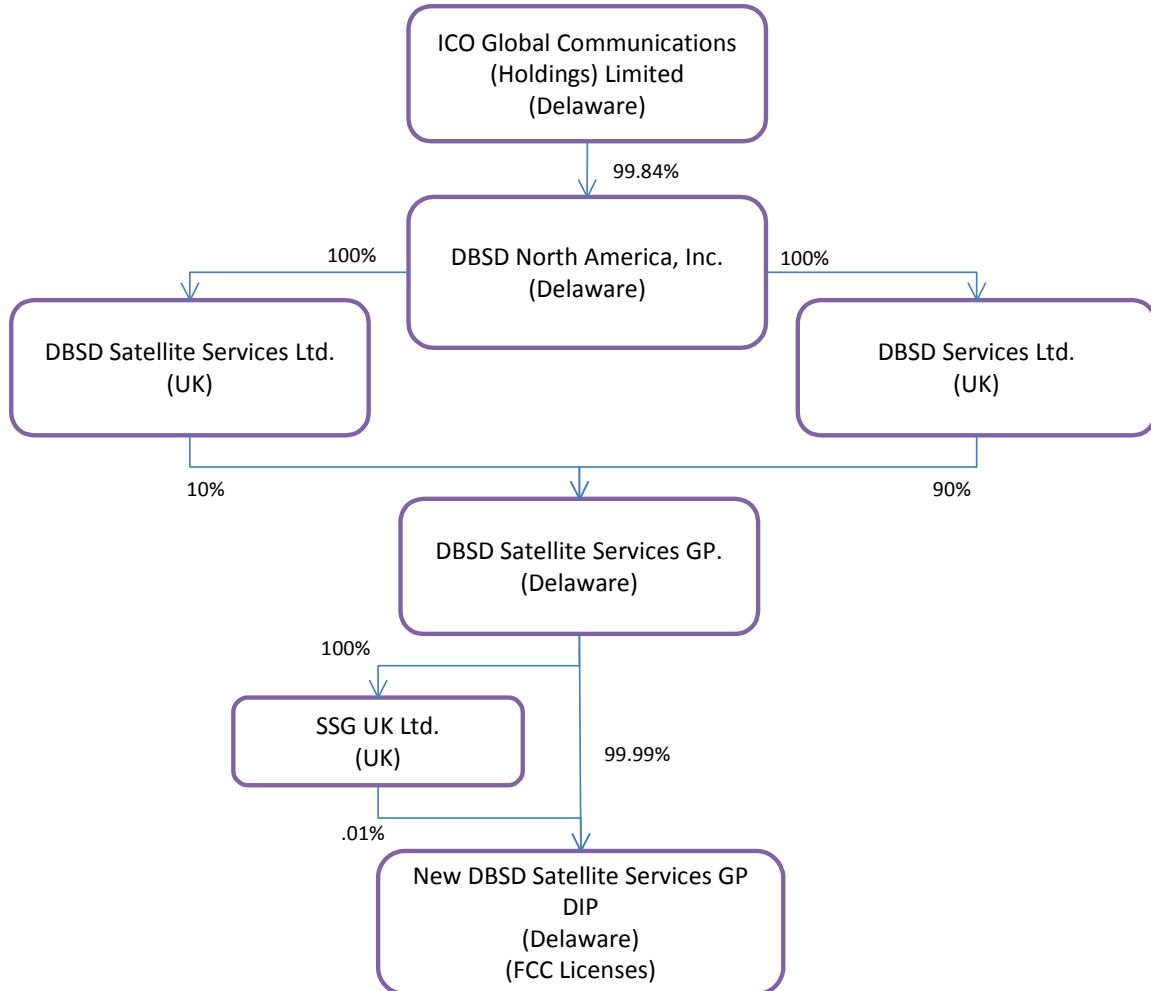 ICO Global Communications
(Holdings) Limited
(Delaware)
99.84%
DBSD North America, Inc.
(Delaware)
100%
100%
DBSD Satellite Services Ltd.
(UK)
DBSD Services Ltd.
(UK)
10%
90%
DBSD Satellite Services GP.
(Delaware)
100%
SSG UK Ltd.
(UK)
99.99%
.01%
New DBSD Satellite Services GP
DIP
(Delaware)
(FCC Licenses)